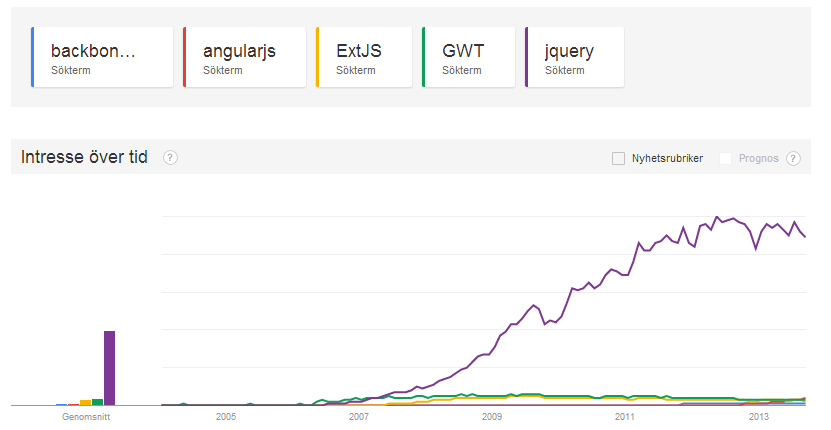 backbon…
Sökterm
angularjs
Sökterm
ExtJS
Sökterm
GWT
Sökterm
jquery
Sökterm
Intresse över tid ?
Nyhetsrubriker
Prognos ?
Genomsnitt
2005
2007
2009
2011
2013